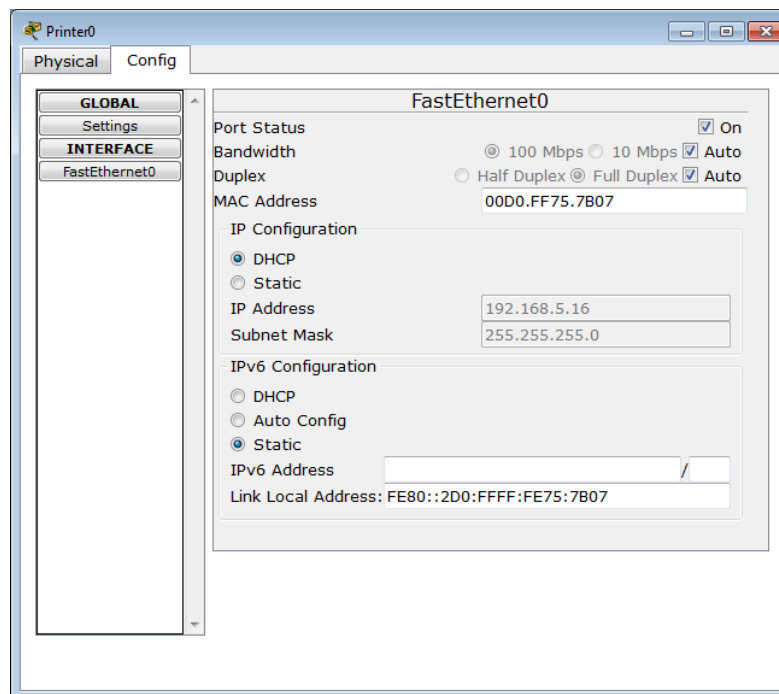 Printer0
Physical Config
GLOBAL
Settings
INTERFACE
FastEthernet0
FastEthernet0
Port Status On
Bandwidth 100 Mbps 10 Mbps Auto
Duplex Half Duplex Full Duplex Auto
MAC Address 00D0.FF75.7B07
IP Configuration
DHCP
Static
IP Address 192.168.5.16
Subnet Mask 255.255.255.0
IPv6 Configuration
DHCP
Auto Config
Static
IPv6 Address /
Link Local Address: FE80::2D0:FFFF:FE75:7B07